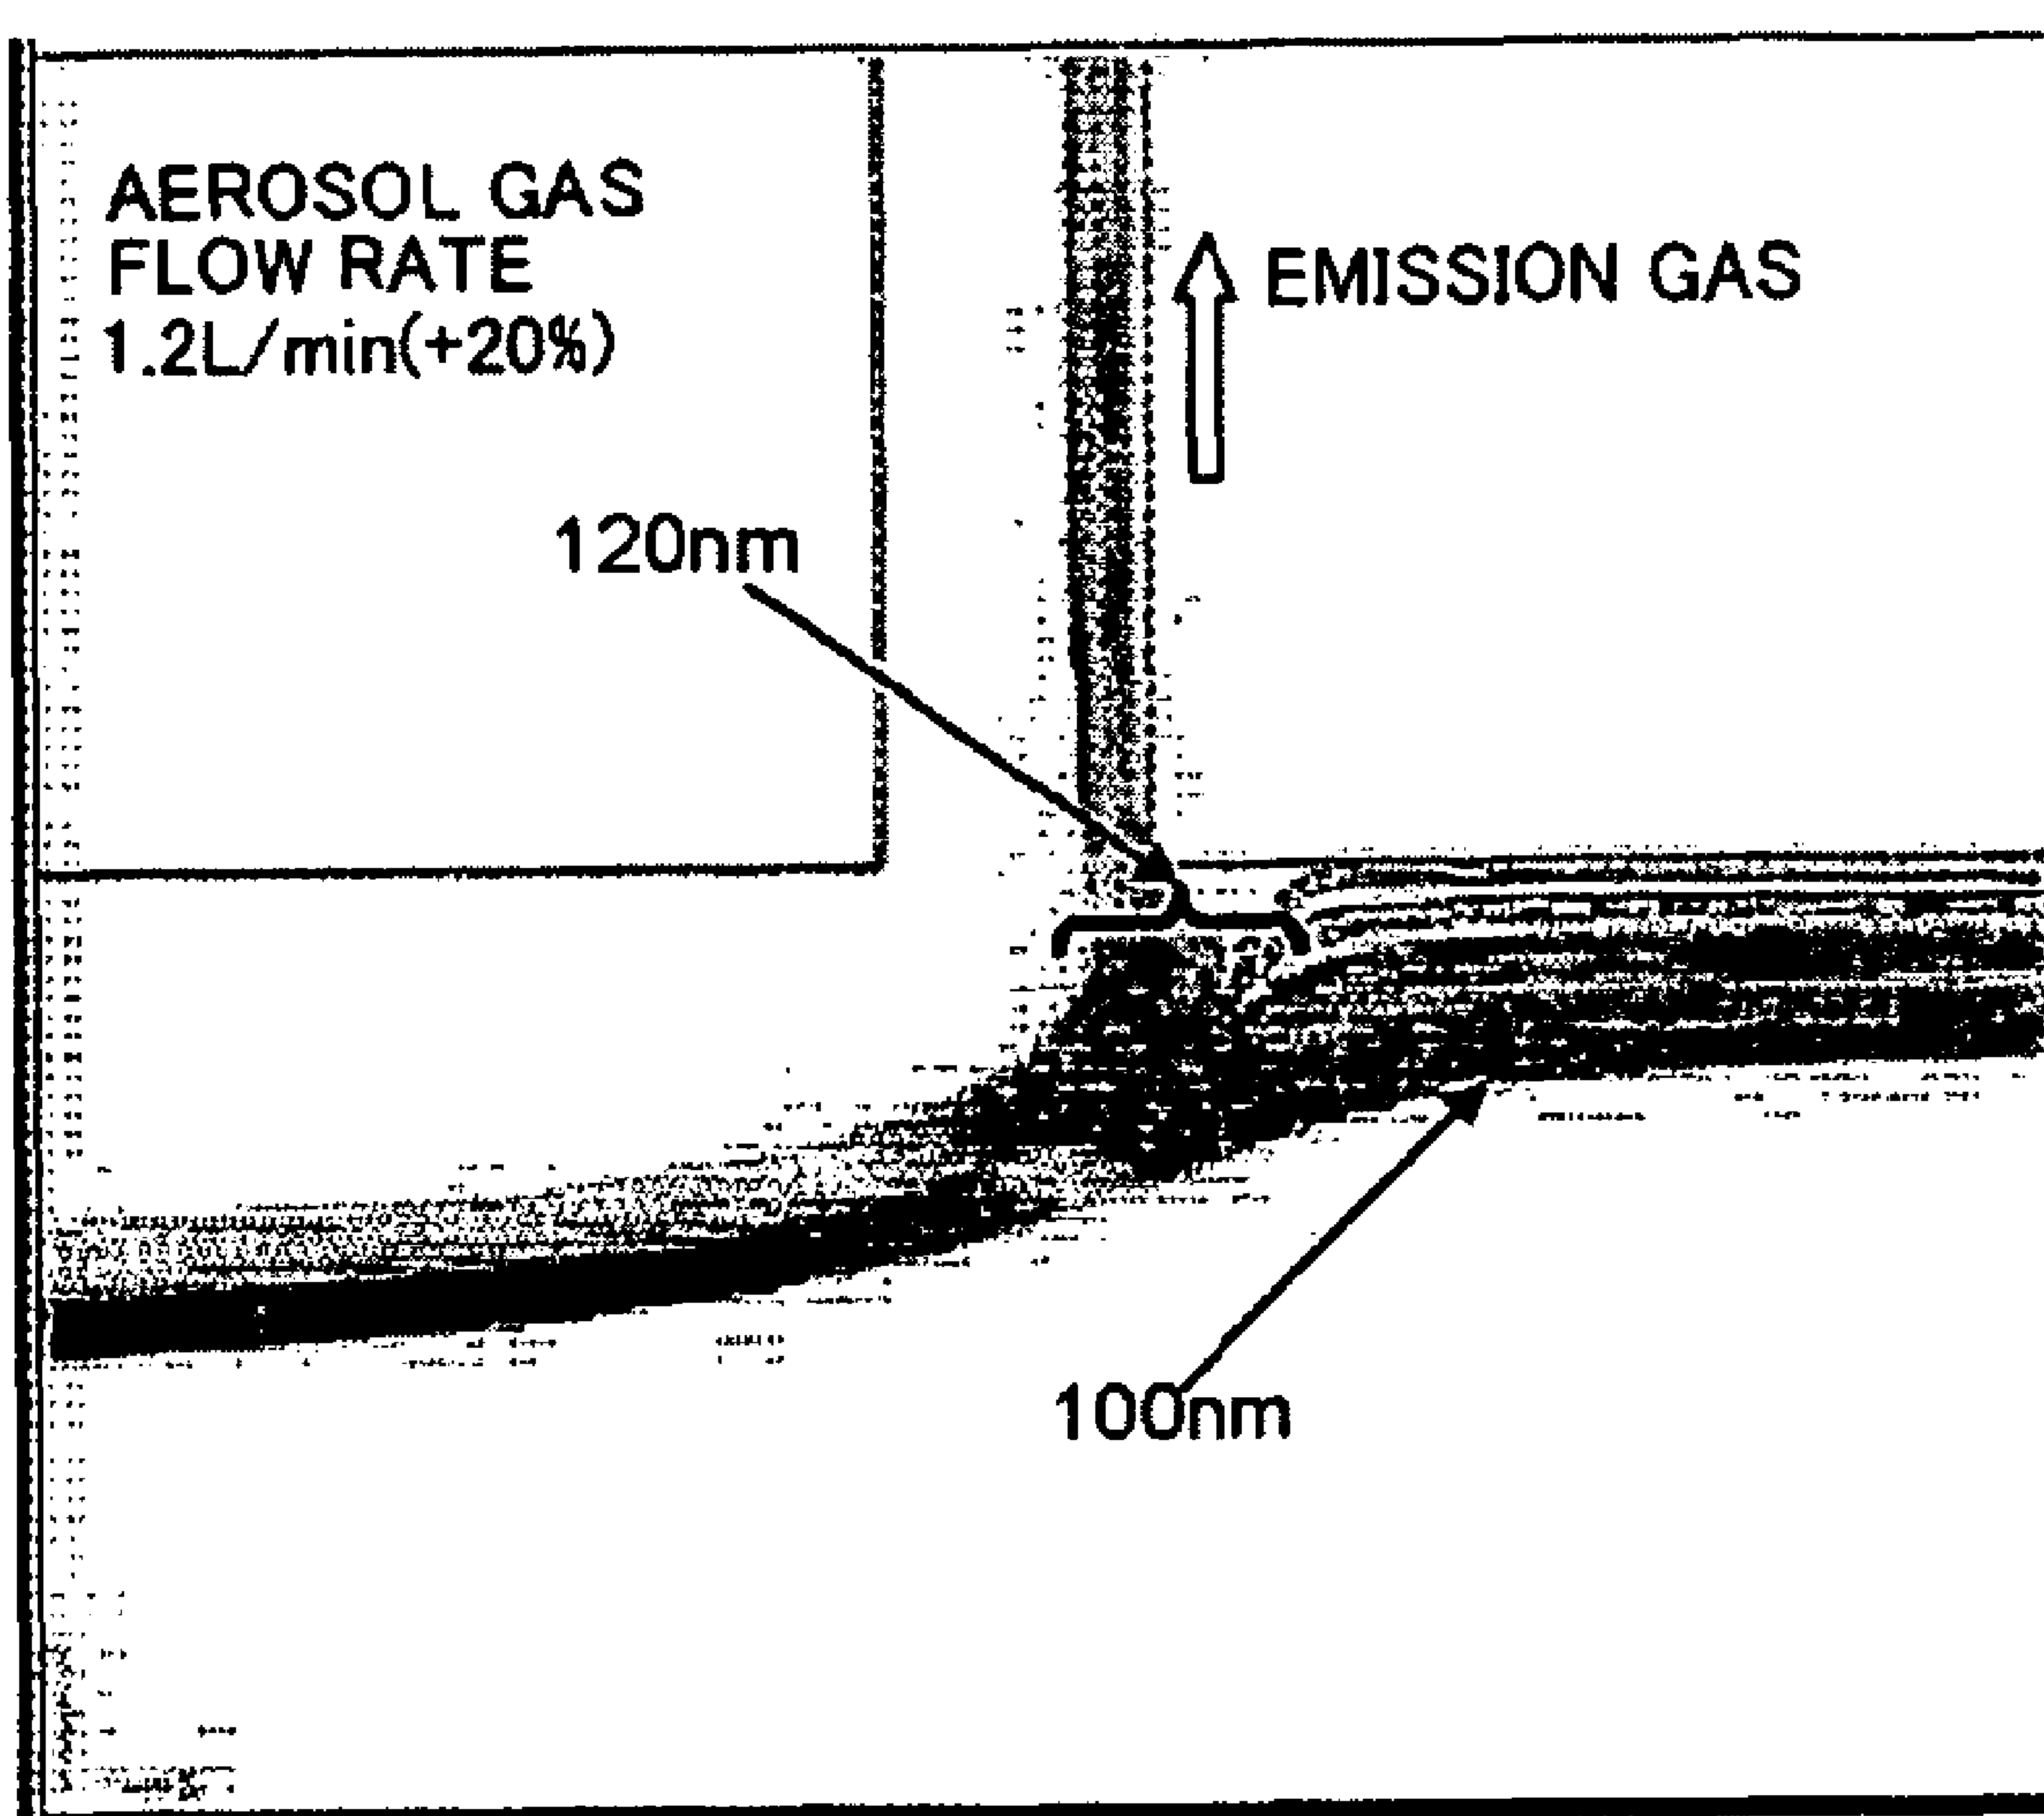 AEROSOL GAS
FLOW RATE
1.2L/min(+20%)
EMISSION GAS
120nm
100nm